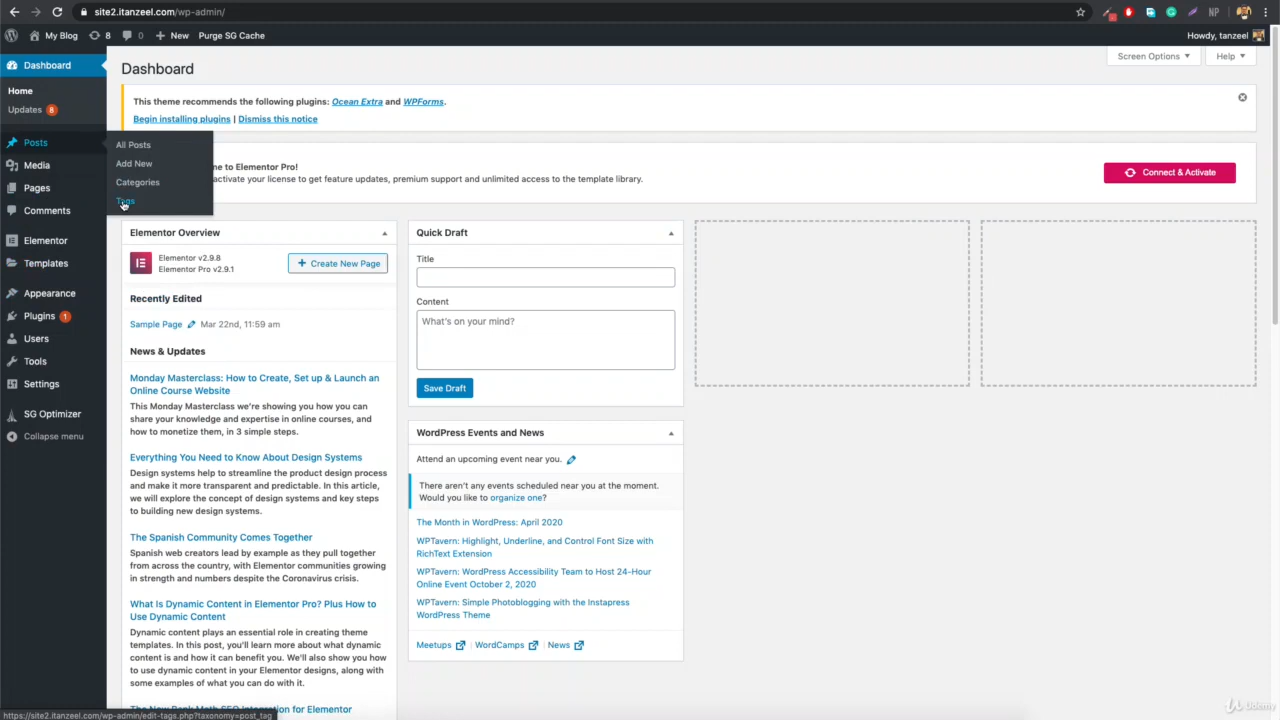 site2.itanzeel.com/wp-admin/
My Blog 8 0 New Purge SG Cache
Howdy, tanzeel
Screen Options Help
Dashboard
Home
Updates 8
Posts
Media
Pages
Comments
Elementor
Templates
Appearance
Plugins 1
Users
Tools
Settings
SG Optimizer
Collapse menu
All Posts
Add New
Categories
Tags
Dashboard
This theme recommends the following plugins: Ocean Extra and WPForms.
Begin installing plugins | Dismiss this notice
me to Elementor Pro!
activate your license to get feature updates, premium support and unlimited access to the template library.
Connect & Activate
Elementor Overview
Elementor v2.9.8
Elementor Pro v2.9.1
Create New Page
Recently Edited
Sample Page Mar 22nd, 11:59 am
News & Updates
Monday Masterclass: How to Create, Set up & Launch an
Online Course Website
This Monday Masterclass we're showing you how you can
share your knowledge and expertise in online courses, and
how to monetize them, in 3 simple steps.
Everything You Need to Know About Design Systems
Design systems help to streamline the product design process
and make it more transparent and predictable. In this article,
we will explore the concept of design systems and key steps
to building new design systems.
The Spanish Community Comes Together
Spanish web creators lead by example as they pull together
from across the country, with Elementor communities growing
in strength and numbers despite the Coronavirus crisis.
What Is Dynamic Content in Elementor Pro? Plus How to
Use Dynamic Content
Dynamic content plays an essential role in creating theme
templates. In this post, you'll learn more about what dynamic
content is and how it can benefit you. We'll also show you how
to use dynamic content in your Elementor designs, along with
some examples of what you can do with it.
The New Rank Math SEO Integration for Elementor
Quick Draft
Title
Content
What's on your mind?
Save Draft
WordPress Events and News
Attend an upcoming event near you.
There aren't any events scheduled near you at the moment.
Would you like to organize one?
The Month in WordPress: April 2020
WPTavern: Highlight, Underline, and Control Font Size with
RichText Extension
WPTavern: WordPress Accessibility Team to Host 24-Hour
Online Event October 2, 2020
WPTavern: Simple Photoblogging with the Instapress
WordPress Theme
Meetups | WordCamps | News
https://site2.itanzeel.com/wp-admin/edit-tags.php?taxonomy=post_tag
Udemy